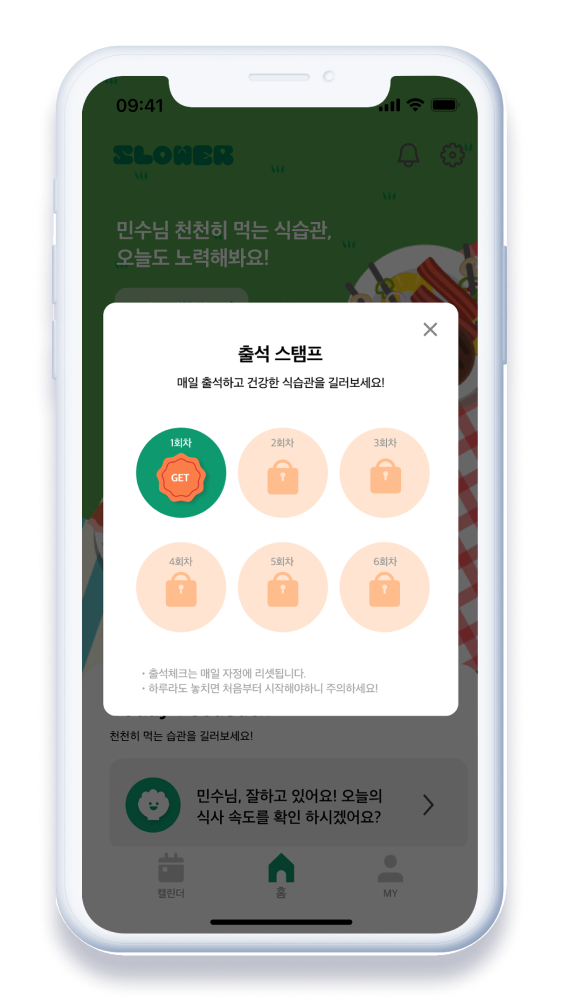 09:41
SLOWER
민수님 천천히 먹는 식습관,
오늘도 노력해봐요!
출석 스탬프
매일 출석하고 건강한 식습관을 길러보세요!
1회차
2회차
3회차
GET
4회차
5회차
6회차
• 출석체크는 매일 자정에 리셋됩니다.
• 하루라도 놓치면 처음부터 시작해야하니 주의하세요!
천천히 먹는 습관을 길러보세요!
민수님, 잘하고 있어요! 오늘의
식사 속도를 확인 하시겠어요?
캘린더
홈
MY